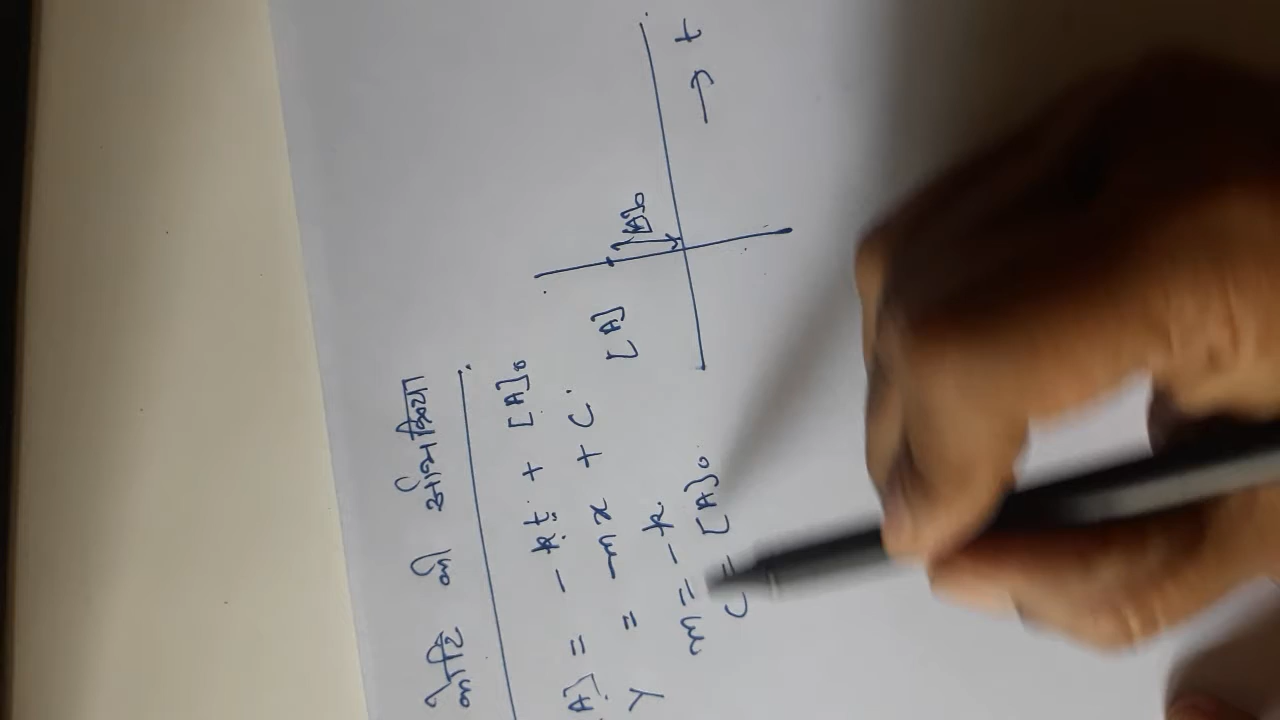 कोटि की अभिक्रिया
A] = -kt + [A]₀
Y = mx + C
m = -k
C = [A]₀
[A]
[A]₀
→ t